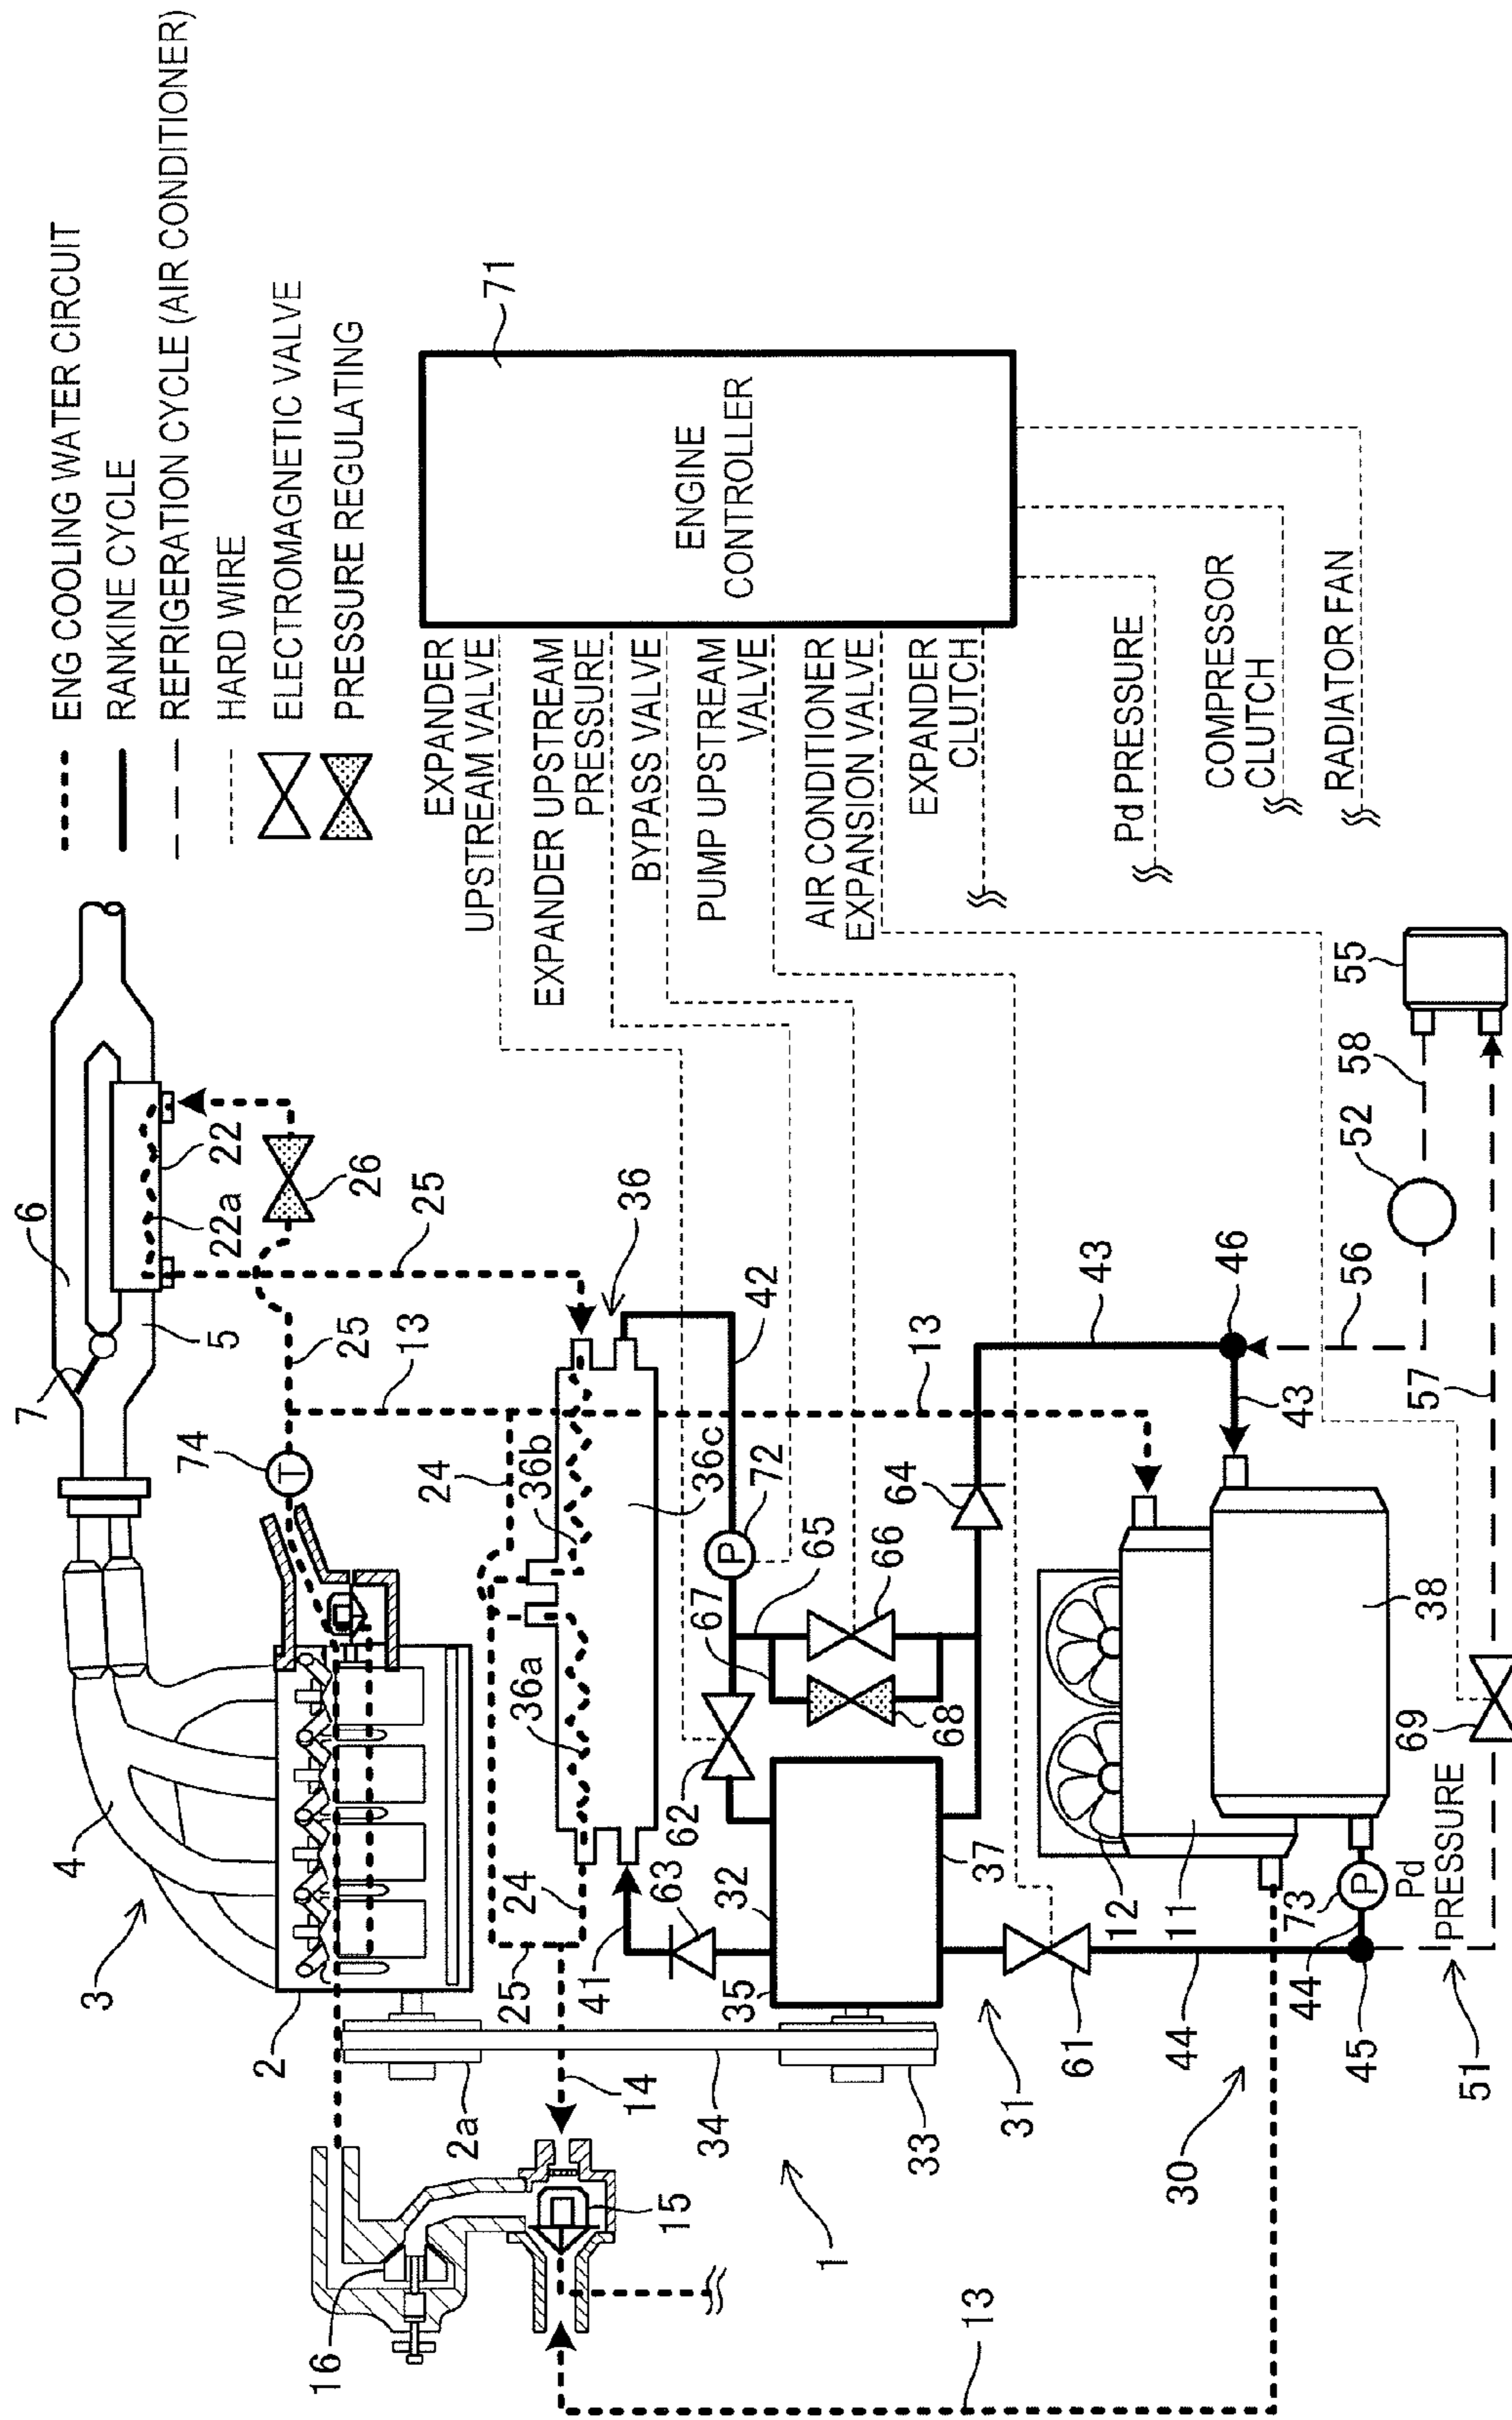 ENG COOLING WATER CIRCUIT
RANKINE CYCLE
REFRIGERATION CYCLE (AIR CONDITIONER)
HARD WIRE
ELECTROMAGNETIC VALVE
PRESSURE REGULATING
71
ENGINE
CONTROLLER
EXPANDER
UPSTREAM VALVE
EXPANDER UPSTREAM
PRESSURE
BYPASS VALVE
PUMP UPSTREAM
VALVE
AIR CONDITIONER
EXPANSION VALVE
EXPANDER
CLUTCH
Pd PRESSURE
COMPRESSOR
CLUTCH
RADIATOR FAN
3
4
7
6
5
22a
22
26
25
25
74
13
24
2
2a
16
15
14
34
33
1
25
24
36a
36b
36c
36
42
72
41
63
62
67
65
66
68
64
35
32
37
31
61
44
30
13
13
43
46
43
56
52
58
55
57
12
11
38
73
44
45
Pd
PRESSURE
69
51